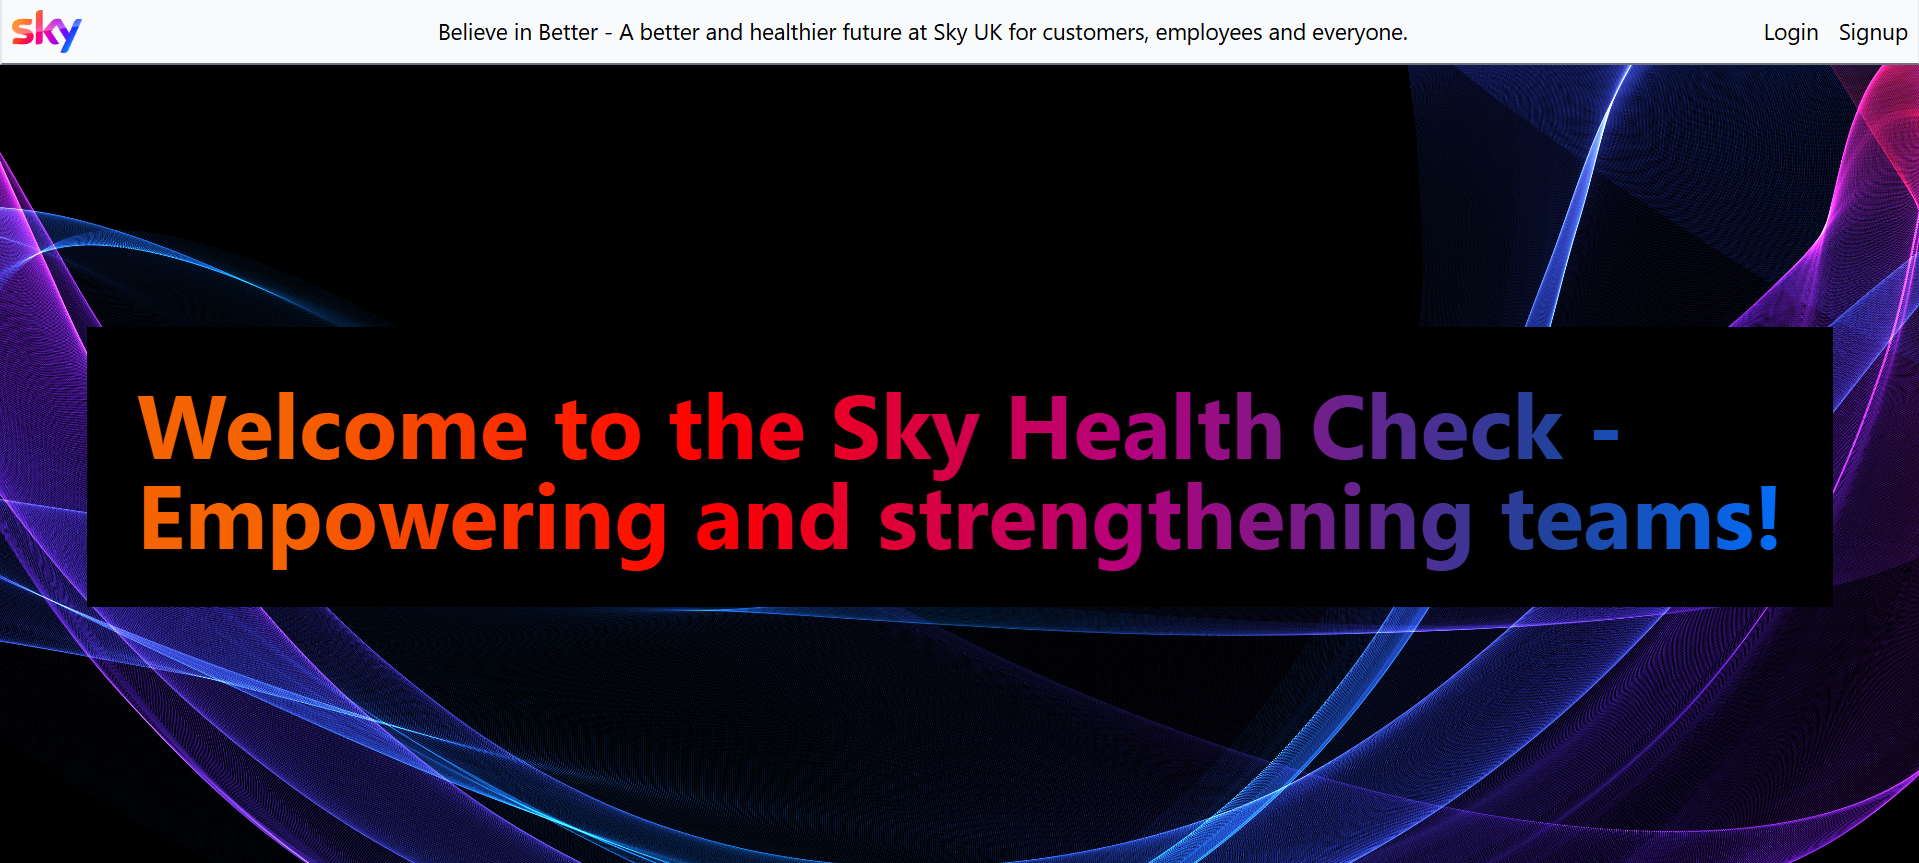 sky
Believe in Better - A better and healthier future at Sky UK for customers, employees and everyone.
Login
Signup
Welcome to the Sky Health Check -
Empowering and strengthening teams!